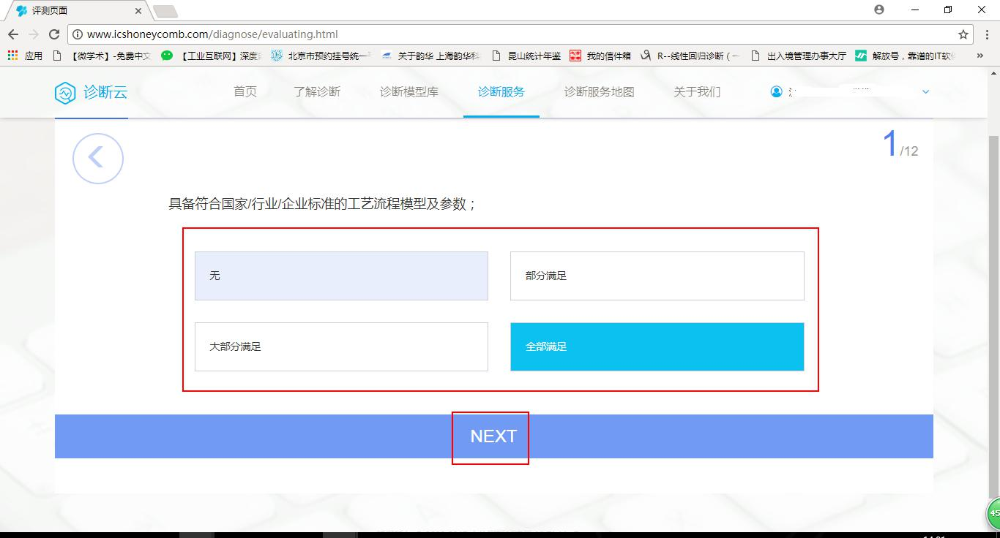 评测页面
www.icshoneycomb.com/diagnose/evaluating.html
应用 【微学术】-免费中文 【工业互联网】深度 北京市预约挂号统一 关于韵华 上海韵华科 昆山统计年鉴 我的信件箱 R--线性回归诊断（一 出入境管理办事大厅 解放号，靠谱的IT软
诊断云 首页 了解诊断 诊断模型库 诊断服务 诊断服务地图 关于我们
1/12
具备符合国家/行业/企业标准的工艺流程模型及参数；
无 部分满足
大部分满足 全部满足
NEXT
45